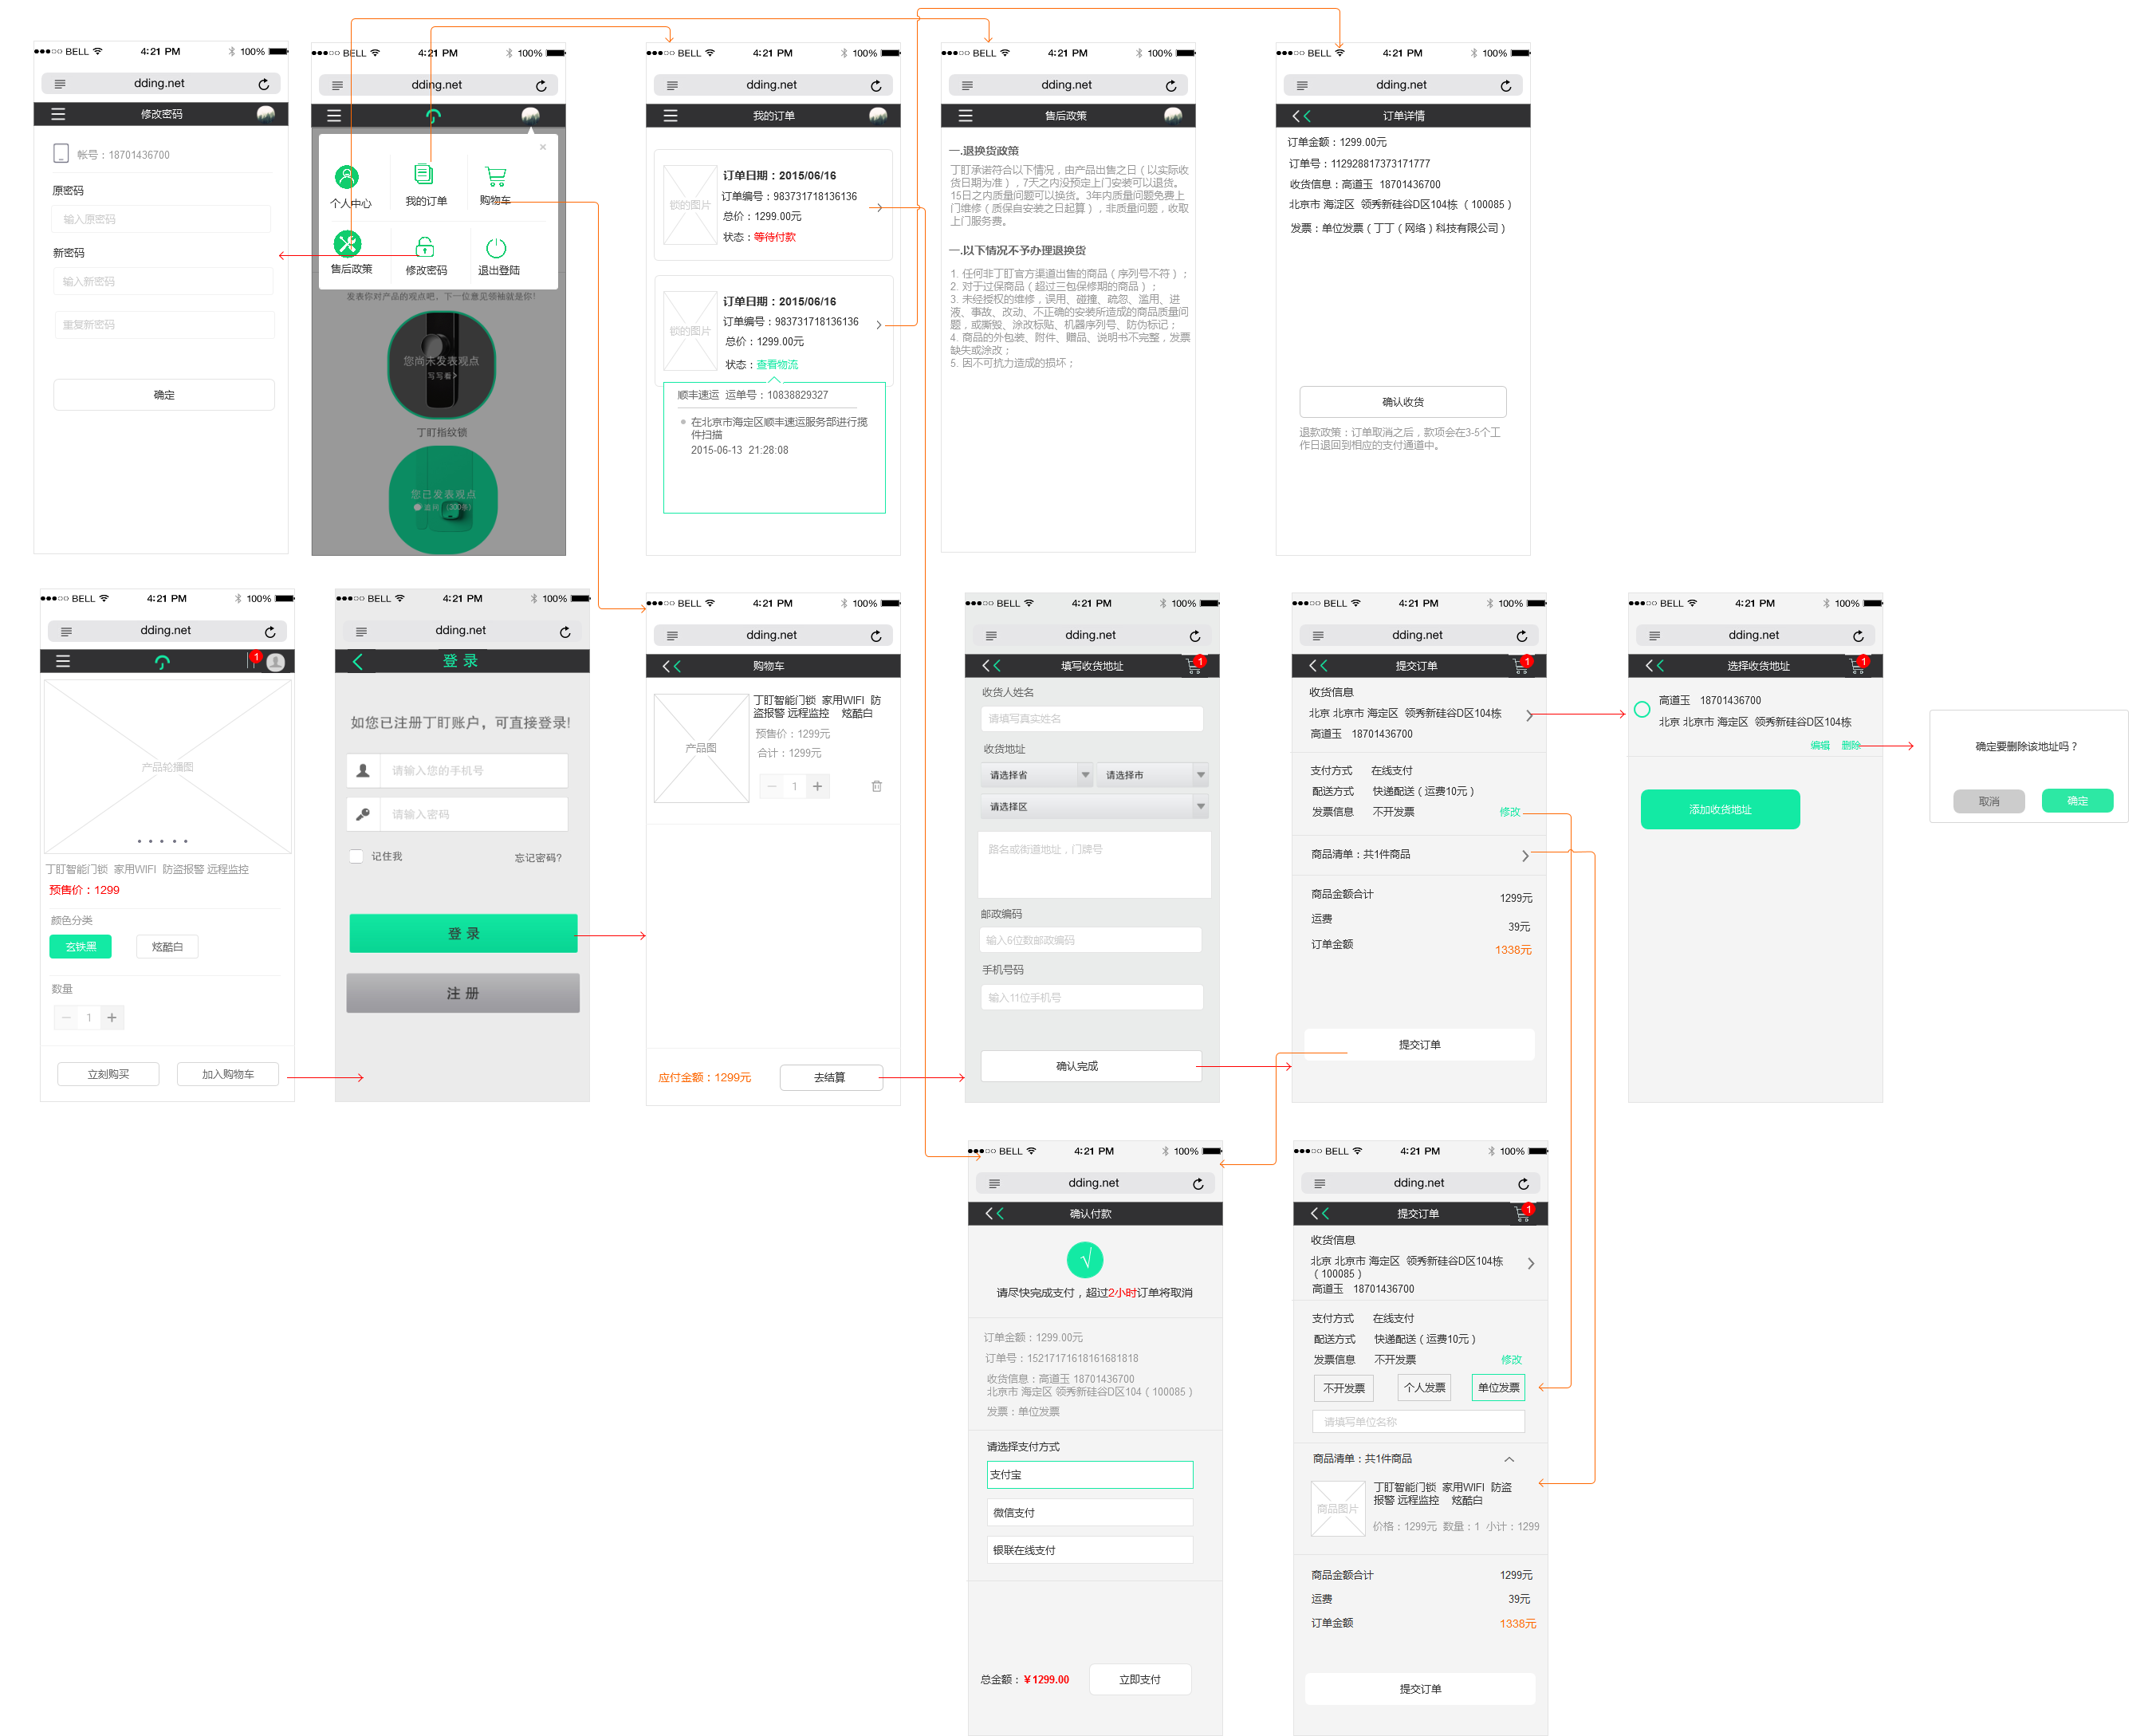 BELL 4:21 PM 100%
dding.net
修改密码
帐号：18701436700
原密码
输入原密码
新密码
输入新密码
重复新密码
确定
BELL 4:21 PM 100%
dding.net
×
个人中心 我的订单 购物车
售后政策 修改密码 退出登陆
发表你对产品的观点吧，下一位意见领袖就是你!
您尚未发表观点
写写看>
丁盯指纹锁
您已发表观点
追问 (300条)
BELL 4:21 PM 100%
dding.net
我的订单
锁的图片
订单日期：2015/06/16
订单编号：983731718136136
总价：1299.00元
状态：等待付款
锁的图片
订单日期：2015/06/16
订单编号：983731718136136
总价：1299.00元
状态：查看物流
顺丰速运 运单号：10838829327
在北京市海定区顺丰速运服务部进行揽
件扫描
2015-06-13 21:28:08
BELL 4:21 PM 100%
dding.net
售后政策
一.退换货政策
丁盯承诺符合以下情况，由产品出售之日（以实际收
货日期为准），7天之内没预定上门安装可以退货。
15日之内质量问题可以换货。3年内质量问题免费上
门维修（质保自安装之日起算），非质量问题，收取
上门服务费。
一.以下情况不予办理退换货
1. 任何非丁盯官方渠道出售的商品（序列号不符）；
2. 对于过保商品（超过三包保修期的商品）；
3. 未经授权的维修，误用、碰撞、疏忽、滥用、进
液、事故、改动、不正确的安装所造成的商品质量问
题，或撕毁、涂改标贴、机器序列号、防伪标记；
4. 商品的外包装、附件、赠品、说明书不完整，发票
缺失或涂改；
5. 因不可抗力造成的损坏；
BELL 4:21 PM 100%
dding.net
订单详情
订单金额：1299.00元
订单号：112928817373171777
收货信息：高道玉 18701436700
北京市 海淀区 领秀新硅谷D区104栋 （100085）
发票：单位发票（丁丁（网络）科技有限公司）
确认收货
退款政策：订单取消之后，款项会在3-5个工
作日退回到相应的支付通道中。
BELL 4:21 PM 100%
dding.net
1
产品轮播图
丁盯智能门锁 家用WIFI 防盗报警 远程监控
预售价：1299
颜色分类
玄铁黑 炫酷白
数量
1
立刻购买 加入购物车
BELL 4:21 PM 100%
dding.net
登 录
如您已注册丁盯账户，可直接登录!
请输入您的手机号
请输入密码
记住我 忘记密码?
登 录
注 册
BELL 4:21 PM 100%
dding.net
购物车
产品图
丁盯智能门锁 家用WIFI 防
盗报警 远程监控 炫酷白
预售价：1299元
合计：1299元
1
应付金额：1299元 去结算
BELL 4:21 PM 100%
dding.net
填写收货地址 1
收货人姓名
请填写真实姓名
收货地址
请选择省 请选择市
请选择区
路名或街道地址，门牌号
邮政编码
输入6位数邮政编码
手机号码
输入11位手机号
确认完成
BELL 4:21 PM 100%
dding.net
提交订单 1
收货信息
北京 北京市 海定区 领秀新硅谷D区104栋
高道玉 18701436700
支付方式 在线支付
配送方式 快递配送（运费10元）
发票信息 不开发票 修改
商品清单：共1件商品
商品金额合计 1299元
运费 39元
订单金额 1338元
提交订单
BELL 4:21 PM 100%
dding.net
选择收货地址 1
高道玉 18701436700
北京 北京市 海定区 领秀新硅谷D区104栋
编辑 删除
添加收货地址
确定要删除该地址吗？
取消 确定
BELL 4:21 PM 100%
dding.net
确认付款
√
请尽快完成支付，超过2小时订单将取消
订单金额：1299.00元
订单号：15217171618161681818
收货信息：高道玉 18701436700
北京市 海定区 领秀新硅谷D区104（100085）
发票：单位发票
请选择支付方式
支付宝
微信支付
银联在线支付
总金额：￥1299.00 立即支付
BELL 4:21 PM 100%
dding.net
提交订单 1
收货信息
北京 北京市 海定区 领秀新硅谷D区104栋
（100085）
高道玉 18701436700
支付方式 在线支付
配送方式 快递配送（运费10元）
发票信息 不开发票 修改
不开发票 个人发票 单位发票
请填写单位名称
商品清单：共1件商品
商品图片
丁盯智能门锁 家用WIFI 防盗
报警 远程监控 炫酷白
价格：1299元 数量：1 小计：1299
商品金额合计 1299元
运费 39元
订单金额 1338元
提交订单